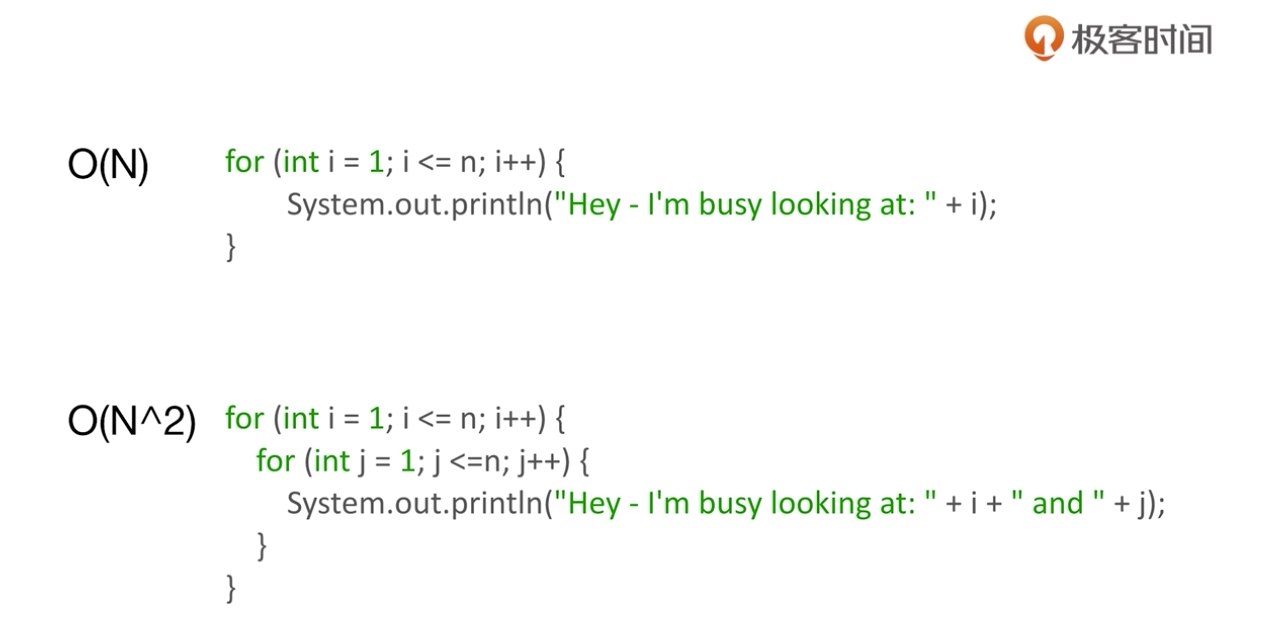 极客时间
O(N) for (int i = 1; i <= n; i++) {
System.out.println("Hey - I'm busy looking at: " + i);
}
O(N^2) for (int i = 1; i <= n; i++) {
for (int j = 1; j <=n; j++) {
System.out.println("Hey - I'm busy looking at: " + i + " and " + j);
}
}